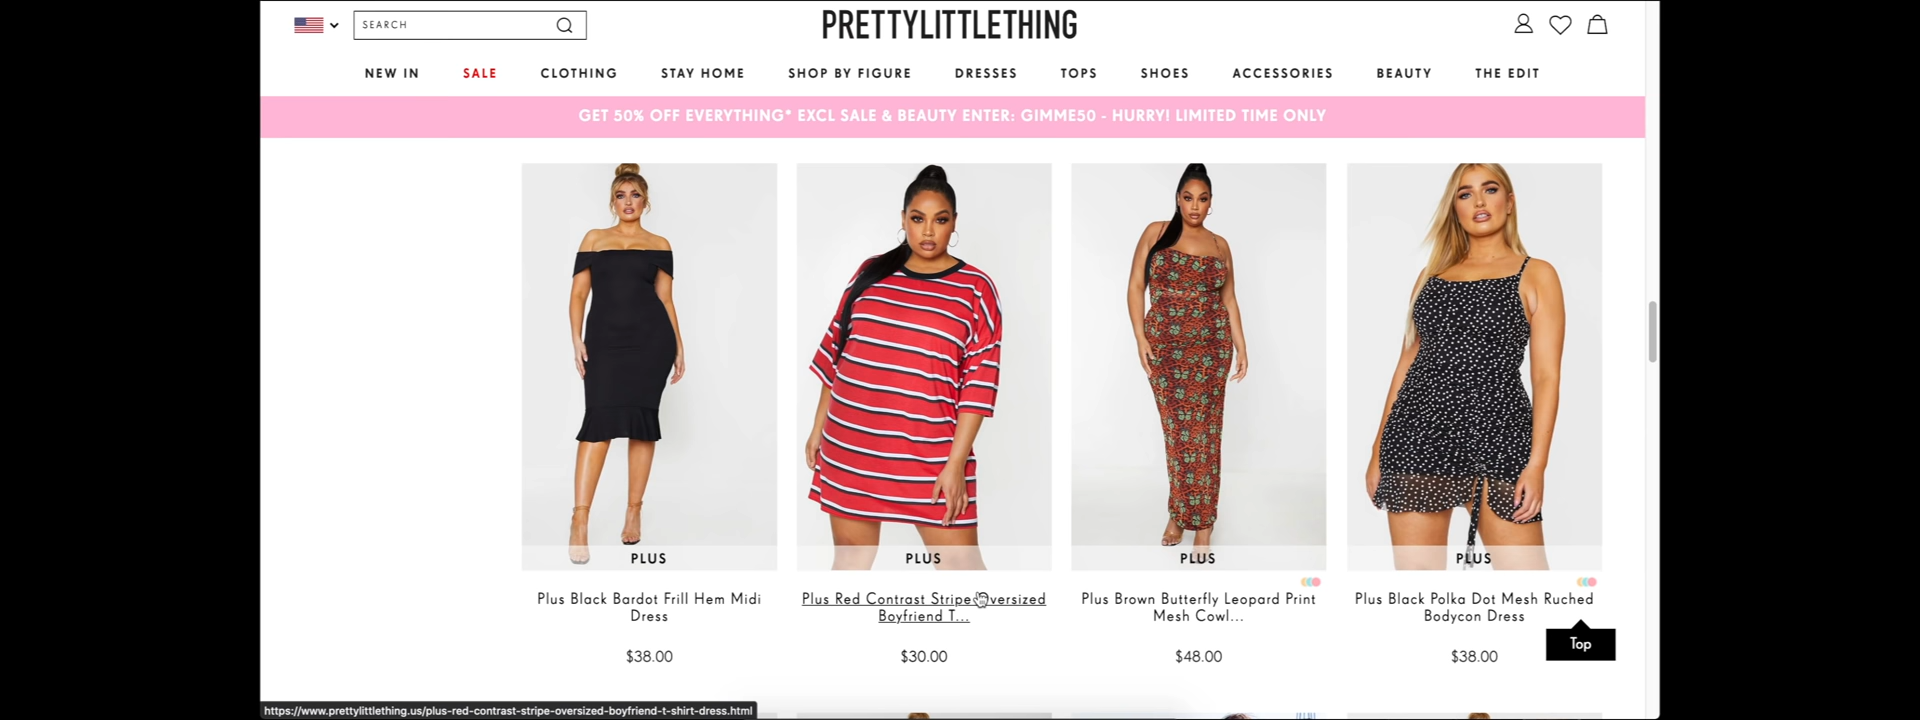 SEARCH
PRETTYLITTLETHING
NEW IN
SALE
CLOTHING
STAY HOME
SHOP BY FIGURE
DRESSES
TOPS
SHOES
ACCESSORIES
BEAUTY
THE EDIT
GET 50% OFF EVERYTHING* EXCL SALE & BEAUTY ENTER: GIMME50 - HURRY! LIMITED TIME ONLY
PLUS
PLUS
PLUS
PLUS
Plus Black Bardot Frill Hem Midi
Dress
$38.00
Plus Red Contrast Stripe Oversized
Boyfriend T...
$30.00
Plus Brown Butterfly Leopard Print
Mesh Cowl...
$48.00
Plus Black Polka Dot Mesh Ruched
Bodycon Dress
$38.00
Top
https://www.prettylittlething.us/plus-red-contrast-stripe-oversized-boyfriend-t-shirt-dress.html